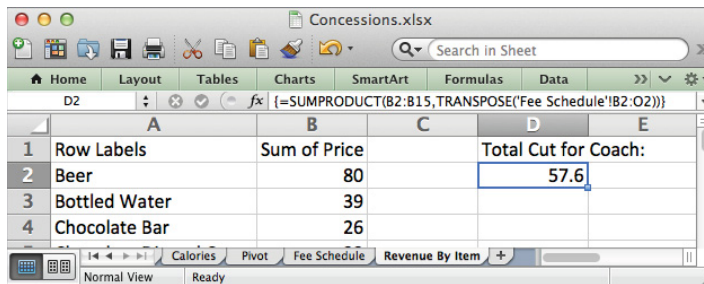 Concessions.xlsx
Search in Sheet
Home Layout Tables Charts SmartArt Formulas Data
D2 fx {=SUMPRODUCT(B2:B15,TRANSPOSE('Fee Schedule'!B2:O2))}
A B C D E
1 Row Labels Sum of Price Total Cut for Coach:
2 Beer 80 57.6
3 Bottled Water 39
4 Chocolate Bar 26
Calories Pivot Fee Schedule Revenue By Item +
Normal View Ready